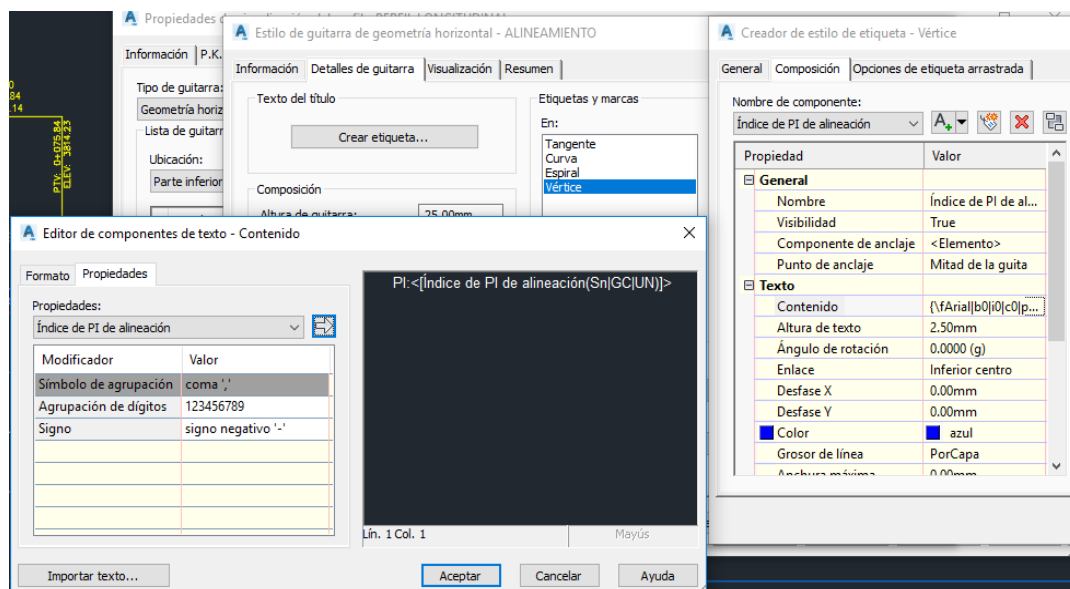 Propiedades
Información
P.K.
Tipo de guitarra:
Geometría horiz
Lista de guitarr
Ubicación:
Parte inferior
84
.14
PTV: 0+075.84
ELEV: 3814.23
Estilo de guitarra de geometría horizontal - ALINEAMIENTO
Información
Detalles de guitarra
Visualización
Resumen
Texto del título
Crear etiqueta...
Composición
Altura de guitarra:
25.00mm
Etiquetas y marcas
En:
Tangente
Curva
Espiral
Vértice
Creador de estilo de etiqueta - Vértice
General
Composición
Opciones de etiqueta arrastrada
Nombre de componente:
Índice de PI de alineación
Propiedad Valor
General
Nombre Índice de PI de al...
Visibilidad True
Componente de anclaje <Elemento>
Punto de anclaje Mitad de la guita
Texto
Contenido {\fArial|b0|i0|c0|p...
Altura de texto 2.50mm
Ángulo de rotación 0.0000 (g)
Enlace Inferior centro
Desfase X 0.00mm
Desfase Y 0.00mm
Color azul
Grosor de línea PorCapa
Anchura máxima 0.00mm
Editor de componentes de texto - Contenido
Formato
Propiedades
Propiedades:
Índice de PI de alineación
Modificador Valor
Símbolo de agrupación coma ','
Agrupación de dígitos 123456789
Signo signo negativo '-'
PI:<[Índice de PI de alineación(Sn|GC|UN)]>
Lín. 1 Col. 1
Mayús
Importar texto...
Aceptar
Cancelar
Ayuda